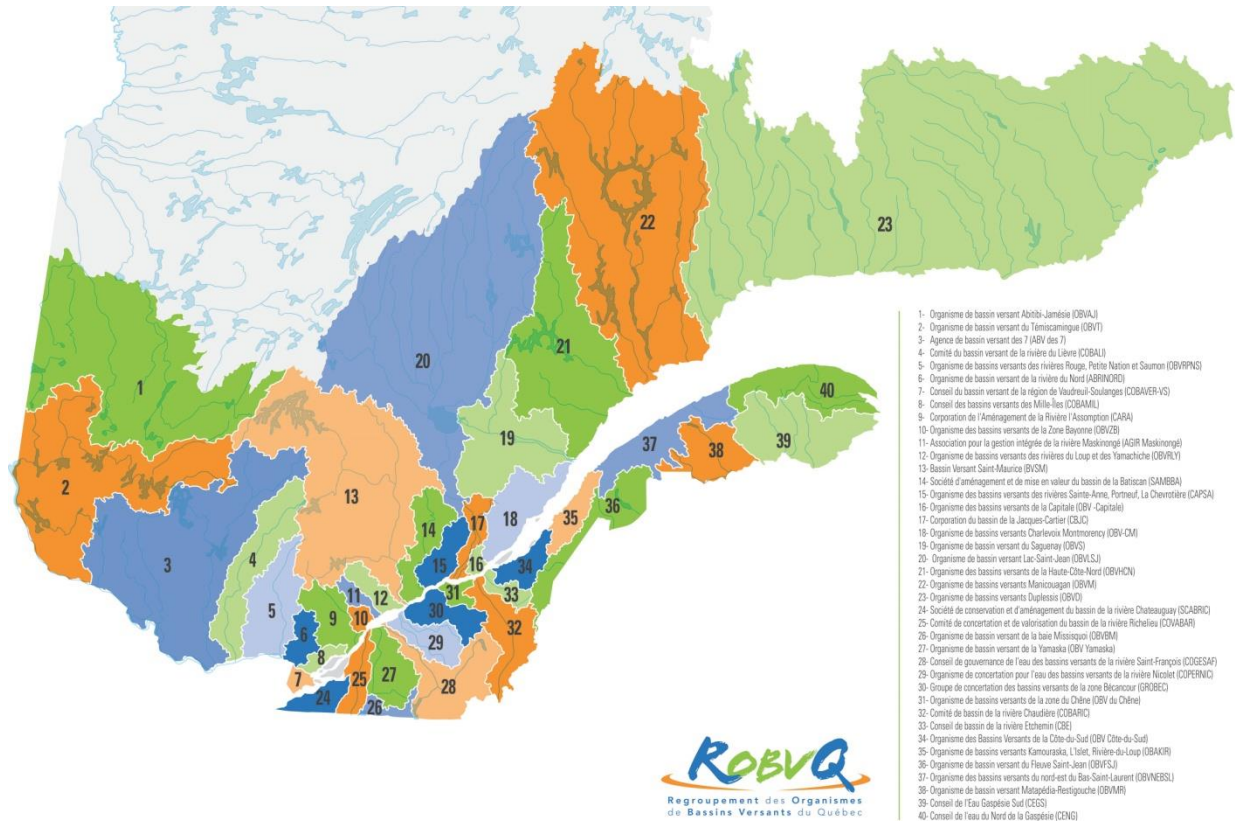 1
2
3
4
5
6
7
8
9
10
11
12
13
14
15
16
17
18
19
20
21
22
23
24
25
26
27
28
29
30
31
32
33
34
35
36
37
38
39
40
1- Organisme de bassin versant Abitibi-Jamésie (OBVAJ)
2- Organisme de bassin versant du Témiscamingue (OBVT)
3- Agence de bassin versant des 7 (ABV des 7)
4- Comité du bassin versant de la rivière du Lièvre (COBALI)
5- Organisme de bassins versants des rivières Rouge, Petite Nation et Saumon (OBVRPNS)
6- Organisme de bassin versant de la rivière du Nord (ABRINORD)
7- Conseil du bassin versant de la région de Vaudreuil-Soulanges (COBAVER-VS)
8- Conseil des bassins versants des Mille-Îles (COBAMIL)
9- Corporation de l'Aménagement de la Rivière l'Assomption (CARA)
10- Organisme des bassins versants de la Zone Bayonne (OBVZB)
11- Association pour la gestion intégrée de la rivière Maskinongé (AGIR Maskinongé)
12- Organisme de bassins versants des rivières du Loup et des Yamachiche (OBVRLY)
13- Bassin Versant Saint-Maurice (BVSM)
14- Société d'aménagement et de mise en valeur du bassin de la Batiscan (SAMBBA)
15- Organisme des bassins versants des rivières Sainte-Anne, Portneuf, La Chevrotière (CAPSA)
16- Organisme des bassins versants de la Capitale (OBV -Capitale)
17- Corporation du bassin de la Jacques-Cartier (CBJC)
18- Organisme des bassins versants Charlevoix Montmorency (OBV-CM)
19- Organisme de bassin versant du Saguenay (OBVS)
20- Organisme de bassin versant Lac-Saint-Jean (OBVLSJ)
21- Organisme des bassins versants de la Haute-Côte-Nord (OBVHCN)
22- Organisme de bassins versants Manicouagan (OBVM)
23- Organisme de bassins versants Duplessis (OBVD)
24- Société de conservation et d'aménagement du bassin de la rivière Chateauguay (SCABRIC)
25- Comité de concertation et de valorisation du bassin de la rivière Richelieu (COVABAR)
26- Organisme de bassin versant de la baie Missisquoi (OBVBM)
27- Organisme de bassin versant de la Yamaska (OBV Yamaska)
28- Conseil de gouvernance de l'eau des bassins versants de la rivière Saint-François (COGESAF)
29- Organisme de concertation pour l'eau des bassins versants de la rivière Nicolet (COPERNIC)
30- Groupe de concertation des bassins versants de la zone Bécancour (GROBEC)
31- Organisme de bassins versants de la zone du Chêne (OBV du Chêne)
32- Comité de bassin de la rivière Chaudière (COBARIC)
33- Conseil de bassin de la rivière Etchemin (CBE)
34- Organisme des Bassins Versants de la Côte-du-Sud (OBV Côte-du-Sud)
35- Organisme de bassins versants Kamouraska, L'Islet, Rivière-du-Loup (OBAKIR)
36- Organisme de bassin versant du Fleuve Saint-Jean (OBVFSJ)
37- Organisme des bassins versants du nord-est du Bas-Saint-Laurent (OBVNEBSL)
38- Organisme de bassin versant Matapédia-Restigouche (OBVMR)
39- Conseil de l'Eau Gaspésie Sud (CEGS)
40- Conseil de l'eau du Nord de la Gaspésie (CENG)
ROBVQ
Regroupement des Organismes
de Bassins Versants du Québec